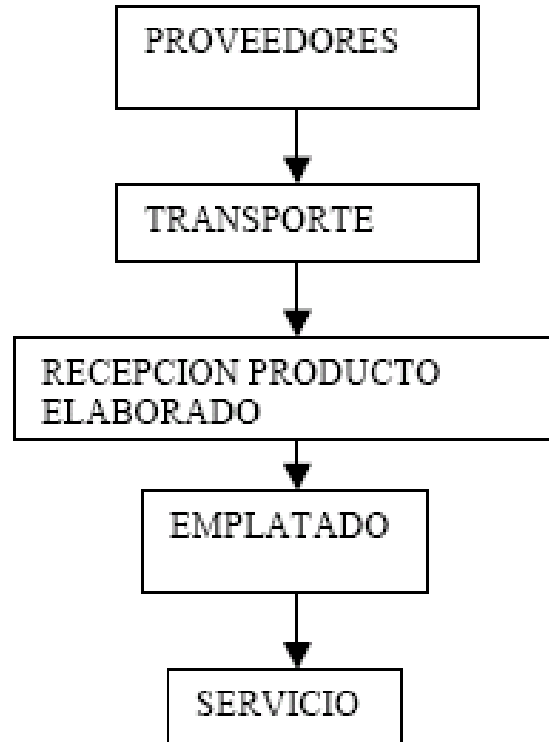 PROVEEDORES
TRANSPORTE
RECEPCION PRODUCTO
ELABORADO
EMPLATADO
SERVICIO